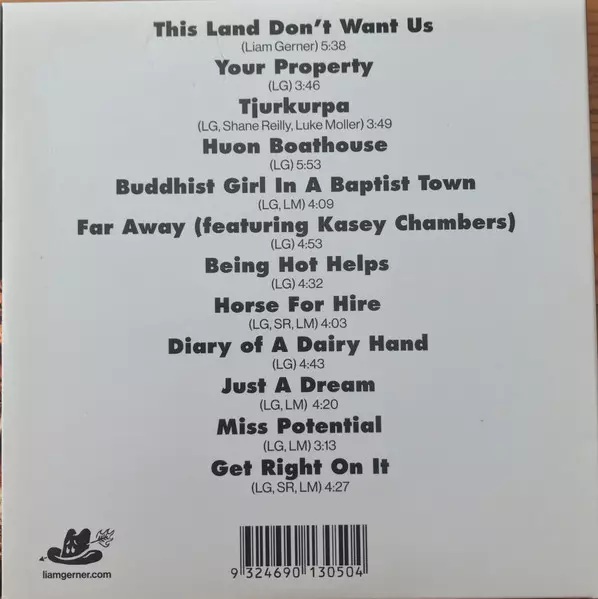 This Land Don't Want Us
(Liam Gerner) 5:38
Your Property
(LG) 3:46
Tjurkurpa
(LG, Shane Reilly, Luke Moller) 3:49
Huon Boathouse
(LG) 5:53
Buddhist Girl In A Baptist Town
(LG, LM) 4:09
Far Away (featuring Kasey Chambers)
(LG) 4:53
Being Hot Helps
(LG) 4:32
Horse For Hire
(LG, SR, LM) 4:03
Diary of A Dairy Hand
(LG) 4:43
Just A Dream
(LG, LM) 4:20
Miss Potential
(LG, LM) 3:13
Get Right On It
(LG, SR, LM) 4:27
liamgerner.com
9 324690 130504